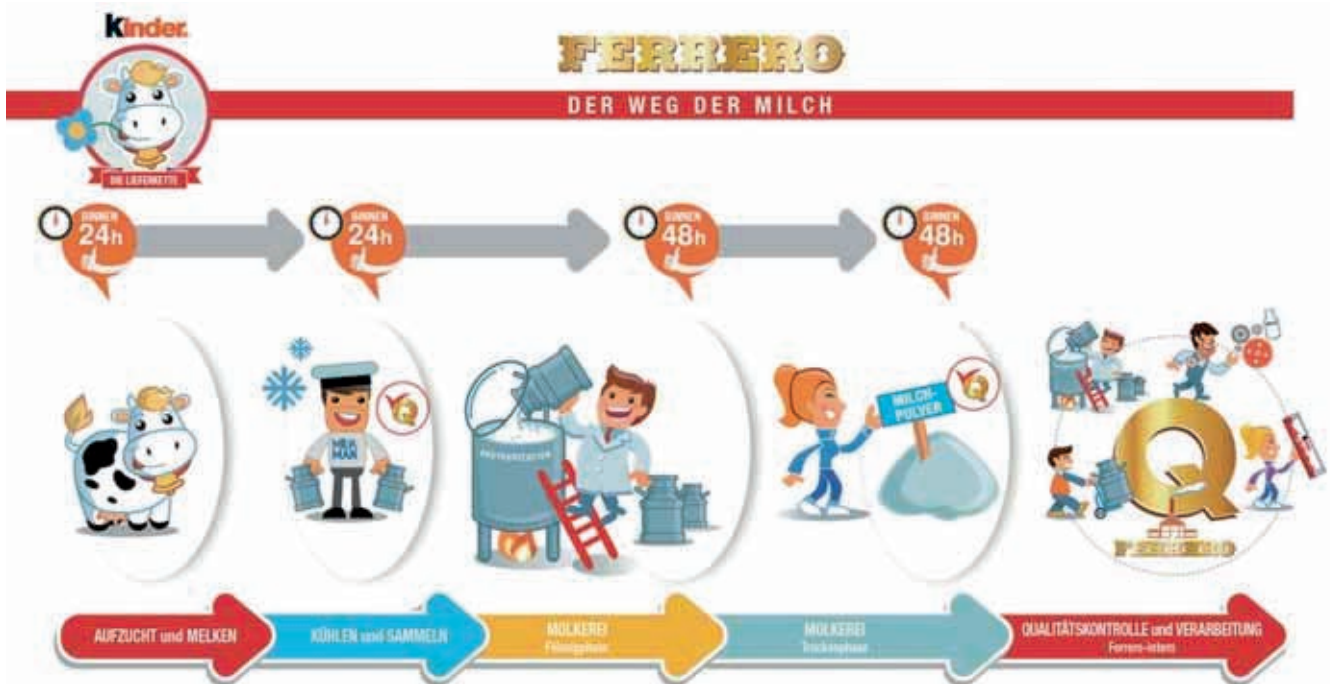 kinder
FERRERO
DER WEG DER MILCH
DIE LIEFERKETTE
BINNEN
24h
BINNEN
24h
BINNEN
48h
BINNEN
48h
MILK
MAN
PASTEURIZATION
MILCH-
PULVER
Q
FERRERO
AUFZUCHT und MELKEN
KÜHLEN und SAMMELN
MOLKEREI
Flüssigphase
MOLKEREI
Trockenphase
QUALITÄTSKONTROLLE und VERARBEITUNG
Ferrero-intern